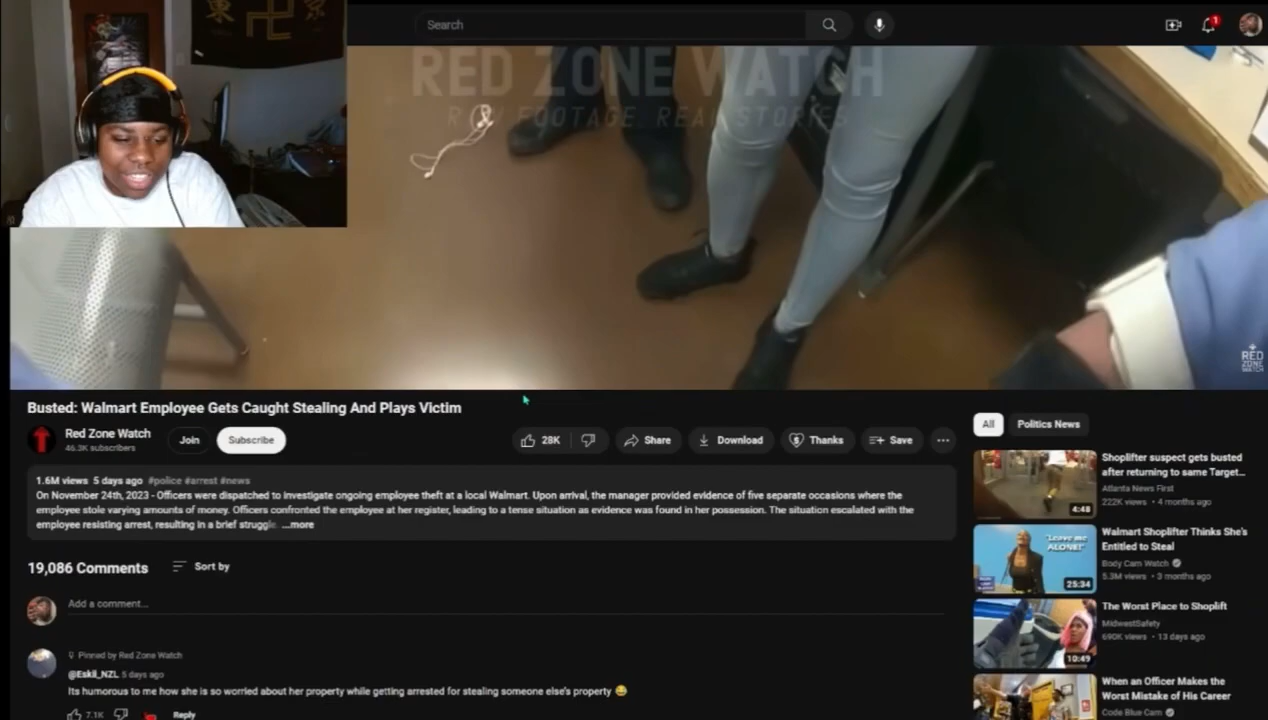 東 卍 京
Search
1
RED ZONE WATCH
RAW FOOTAGE. REAL STORIES
RED
ZONE
WATCH
Busted: Walmart Employee Gets Caught Stealing And Plays Victim
Red Zone Watch
46.3K subscribers
Join
Subscribe
28K
Share
Download
Thanks
Save
1.6M views 5 days ago #police #arrest #news
On November 24th, 2023 - Officers were dispatched to investigate ongoing employee theft at a local Walmart. Upon arrival, the manager provided evidence of five separate occasions where the
employee stole varying amounts of money. Officers confronted the employee at her register, leading to a tense situation as evidence was found in her possession. The situation escalated with the
employee resisting arrest, resulting in a brief struggle. ...more
19,086 Comments
Sort by
Add a comment...
Pinned by Red Zone Watch
@Eskil_NZL 5 days ago
Its humorous to me how she is so worried about her property while getting arrested for stealing someone else's property 😂
7.1K
Reply
All
Politics News
4:48
Shoplifter suspect gets busted
after returning to same Target...
Atlanta News First
222K views • 4 months ago
"Leave me
ALONE!"
25:34
Walmart Shoplifter Thinks She's
Entitled to Steal
Body Cam Watch
5.3M views • 3 months ago
10:49
The Worst Place to Shoplift
MidwestSafety
690K views • 13 days ago
When an Officer Makes the
Worst Mistake of His Career
Code Blue Cam